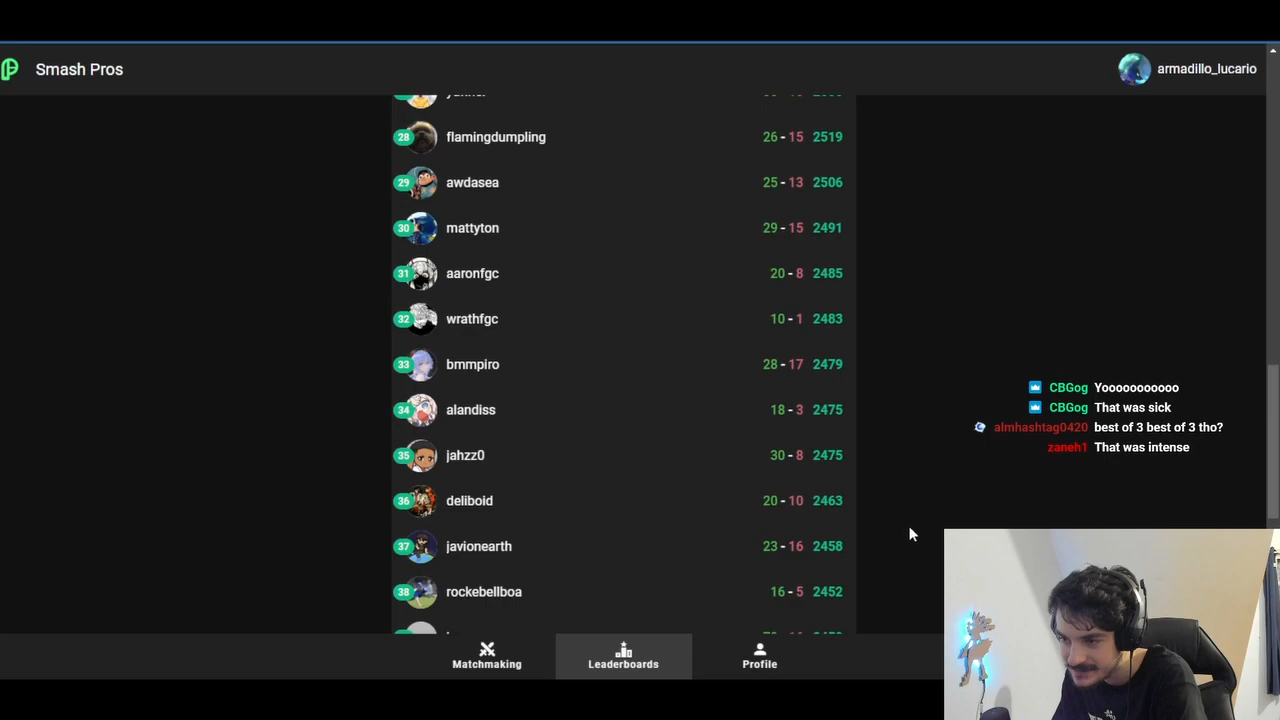 Smash Pros
armadillo_lucario
28 flamingdumpling 26 - 15 2519
29 awdasea 25 - 13 2506
30 mattyton 29 - 15 2491
31 aaronfgc 20 - 8 2485
32 wrathfgc 10 - 1 2483
33 bmmpiro 28 - 17 2479
34 alandiss 18 - 3 2475
35 jahzz0 30 - 8 2475
36 deliboid 20 - 10 2463
37 javionearth 23 - 16 2458
38 rockebellboa 16 - 5 2452
CBGog Yooooooooooo
CBGog That was sick
almhashtag0420 best of 3 best of 3 tho?
zaneh1 That was intense
Matchmaking
Leaderboards
Profile